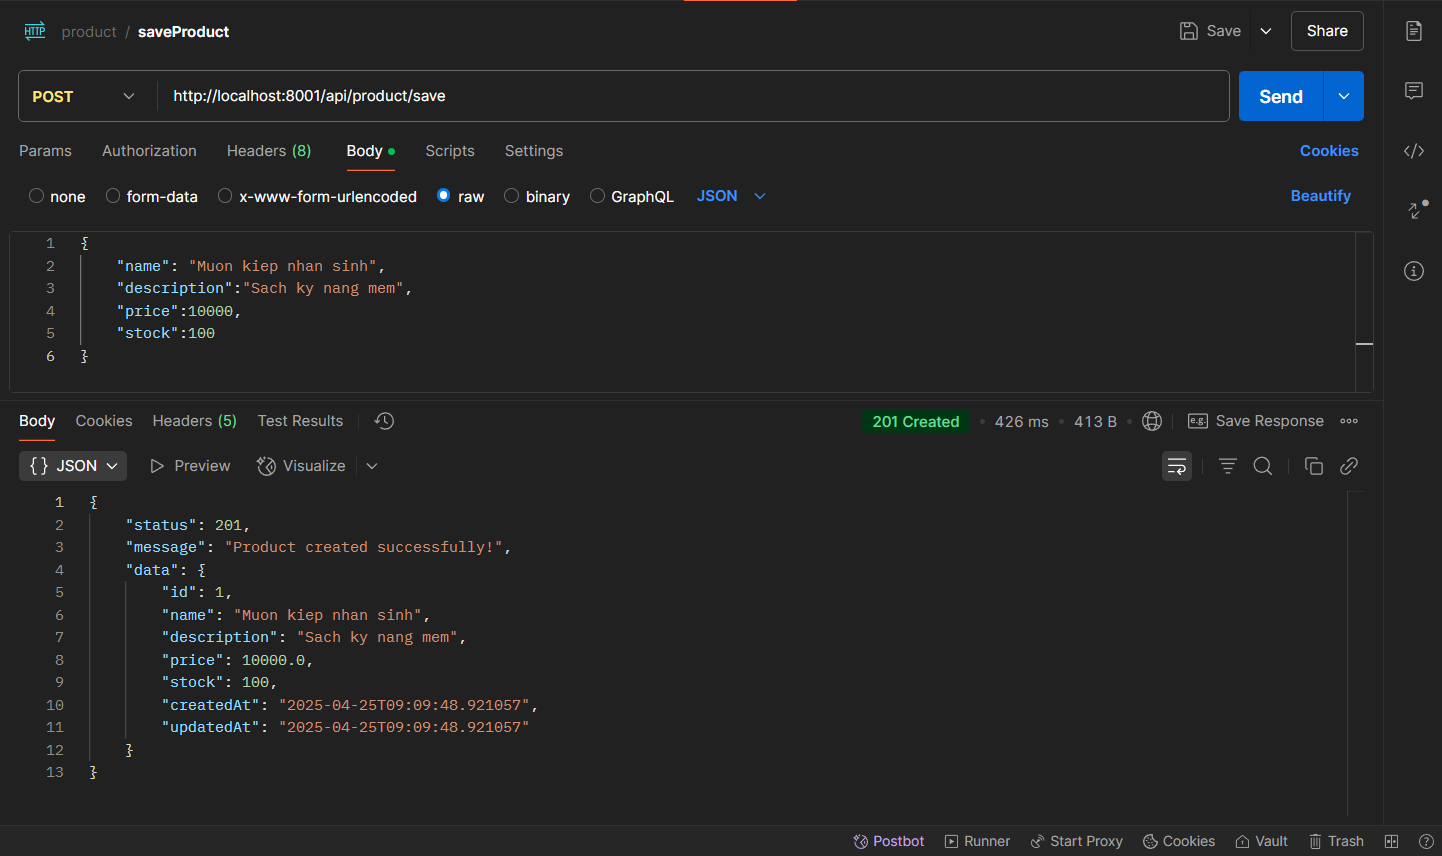 HTTP product / saveProduct Save Share
POST http://localhost:8001/api/product/save Send
Params Authorization Headers (8) Body Scripts Settings Cookies
none form-data x-www-form-urlencoded raw binary GraphQL JSON Beautify
1 {
2 "name": "Muon kiep nhan sinh",
3 "description":"Sach ky nang mem",
4 "price":10000,
5 "stock":100
6 }
Body Cookies Headers (5) Test Results 201 Created • 426 ms • 413 B • e.g. Save Response
{} JSON Preview Visualize
1 {
2 "status": 201,
3 "message": "Product created successfully!",
4 "data": {
5 "id": 1,
6 "name": "Muon kiep nhan sinh",
7 "description": "Sach ky nang mem",
8 "price": 10000.0,
9 "stock": 100,
10 "createdAt": "2025-04-25T09:09:48.921057",
11 "updatedAt": "2025-04-25T09:09:48.921057"
12 }
13 }
Postbot Runner Start Proxy Cookies Vault Trash